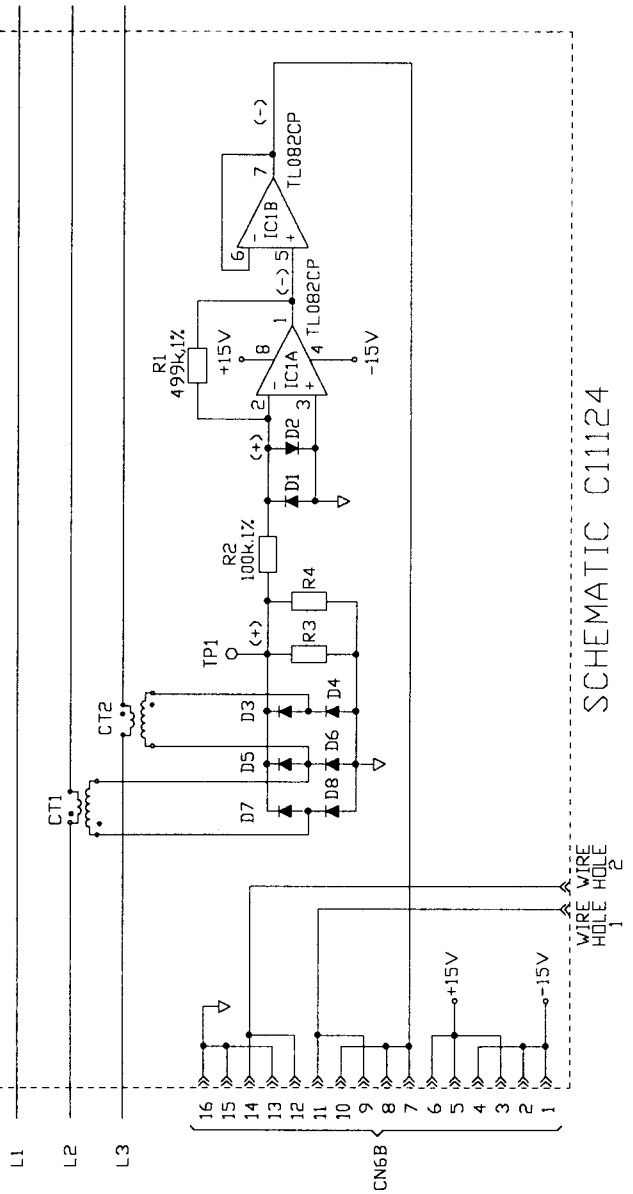 L1
L2
L3
CT1
CT2
TP1
(+)
R2
100k,1%
R1
499k,1%
+15V
8
(+)
2
3
1
4
IC1A
TL082CP
-15V
(-)
6
5
7
IC1B
TL082CP
(-)
D1
D2
R3
R4
D3
D4
D5
D6
D7
D8
16
15
14
13
12
11
10
9
8
7
6
5
4
3
2
1
CN6B
+15V
-15V
WIRE
HOLE
1
WIRE
HOLE
2
SCHEMATIC C11124